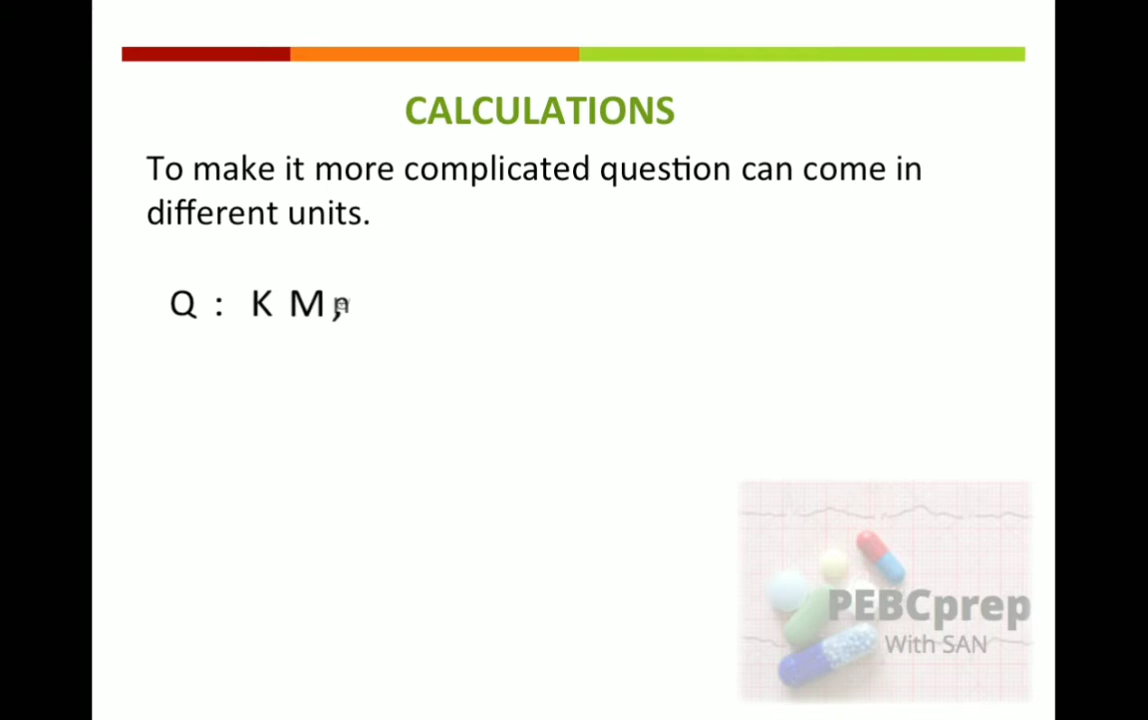 CALCULATIONS
To make it more complicated question can come in
different units.
Q : K M,
PEBCprep
With SAN